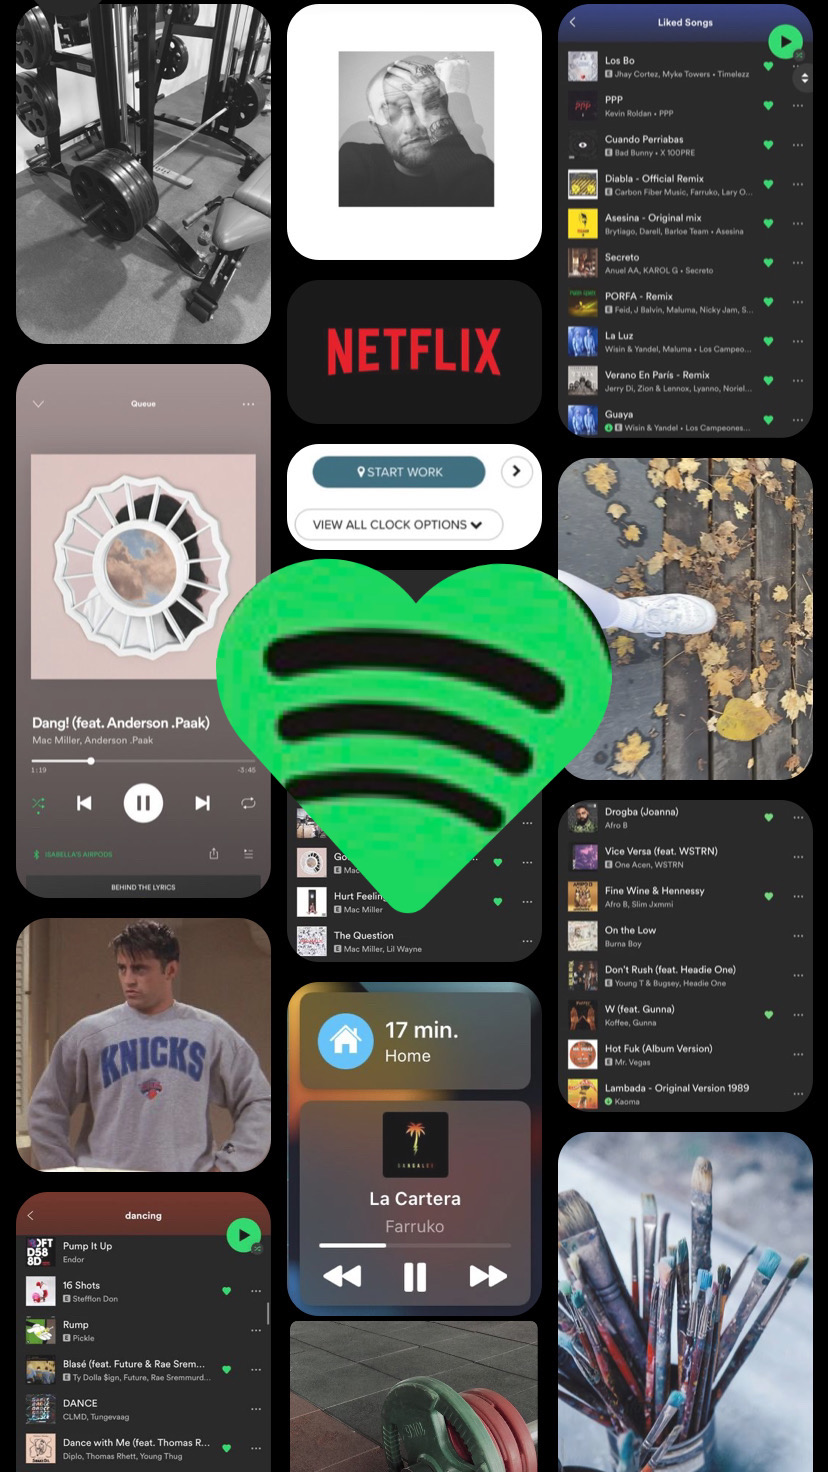 Queue
Dang! (feat. Anderson .Paak)
Mac Miller, Anderson .Paak
1:19
-3:45
ISABELLA'S AIRPODS
BEHIND THE LYRICS
KNICKS
dancing
Pump It Up
Endor
16 Shots
E Stefflon Don
Rump
E Pickle
Blasé (feat. Future & Rae Srem...
E Ty Dolla $ign, Future, Rae Sremmurd...
DANCE
CLMD, Tungevaag
Dance with Me (feat. Thomas R...
Diplo, Thomas Rhett, Young Thug
NETFLIX
START WORK
VIEW ALL CLOCK OPTIONS
E Mac
Hurt Feelin
E Mac Miller
The Question
E Mac Miller, Lil Wayne
17 min.
Home
La Cartera
Farruko
Liked Songs
Los Bo
E Jhay Cortez, Myke Towers • Timelezz
PPP
Kevin Roldan • PPP
Cuando Perriabas
E Bad Bunny • X 100PRE
Diabla - Official Remix
E Carbon Fiber Music, Farruko, Lary O...
Asesina - Original mix
Brytiago, Darell, Barloe Team • Asesina
Secreto
Anuel AA, KAROL G • Secreto
PORFA - Remix
E Feid, J Balvin, Maluma, Nicky Jam, S...
La Luz
Wisin & Yandel, Maluma • Los Campeo...
Verano En París - Remix
Jerry Di, Zion & Lennox, Lyanno, Noriel...
Guaya
E Wisin & Yandel • Los Campeones...
Drogba (Joanna)
Afro B
Vice Versa (feat. WSTRN)
E One Acen, WSTRN
Fine Wine & Hennessy
Afro B, Slim Jxmmi
On the Low
Burna Boy
Don't Rush (feat. Headie One)
E Young T & Bugsey, Headie One
W (feat. Gunna)
Koffee, Gunna
Hot Fuk (Album Version)
E Mr. Vegas
Lambada - Original Version 1989
Kaoma